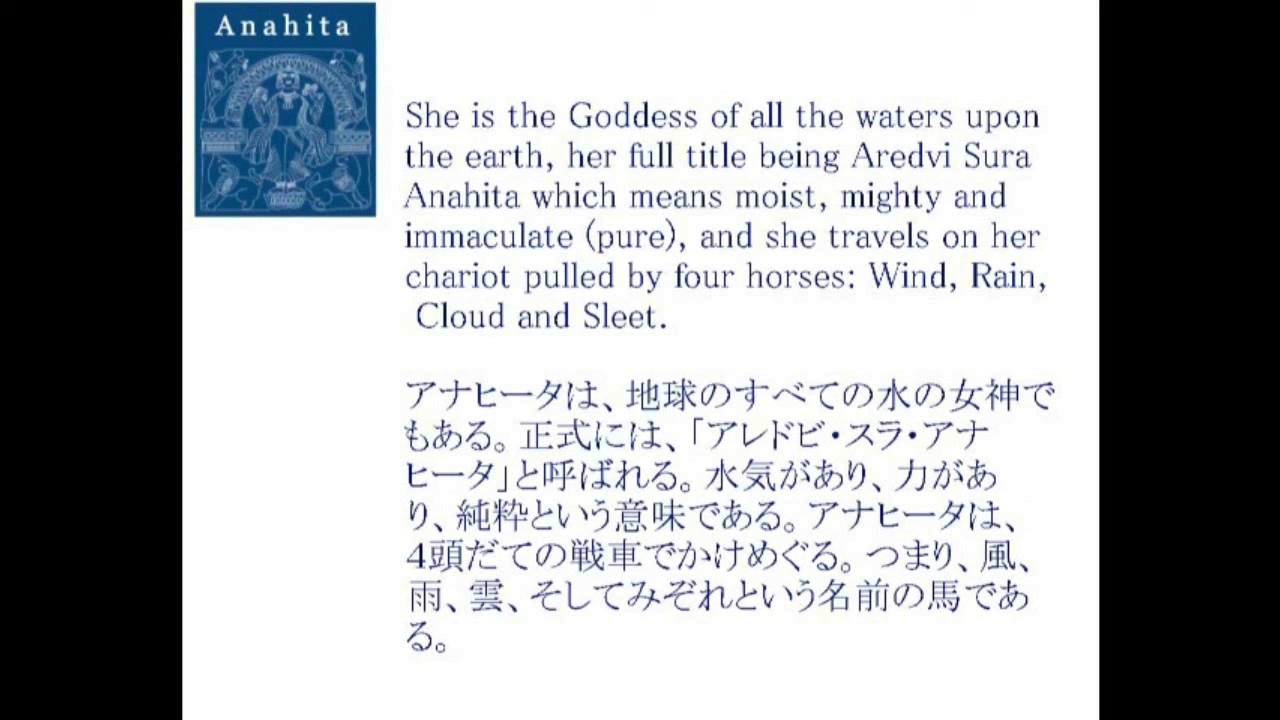 Anahita
She is the Goddess of all the waters upon
the earth, her full title being Aredvi Sura
Anahita which means moist, mighty and
immaculate (pure), and she travels on her
chariot pulled by four horses: Wind, Rain,
Cloud and Sleet.
アナヒータは、地球のすべての水の女神で
もある。正式には、「アレドビ・スラ・アナ
ヒータ」と呼ばれる。水気があり、力があ
り、純粋という意味である。アナヒータは、
4頭だての戦車でかけめぐる。つまり、風、
雨、雲、そしてみぞれという名前の馬であ
る。